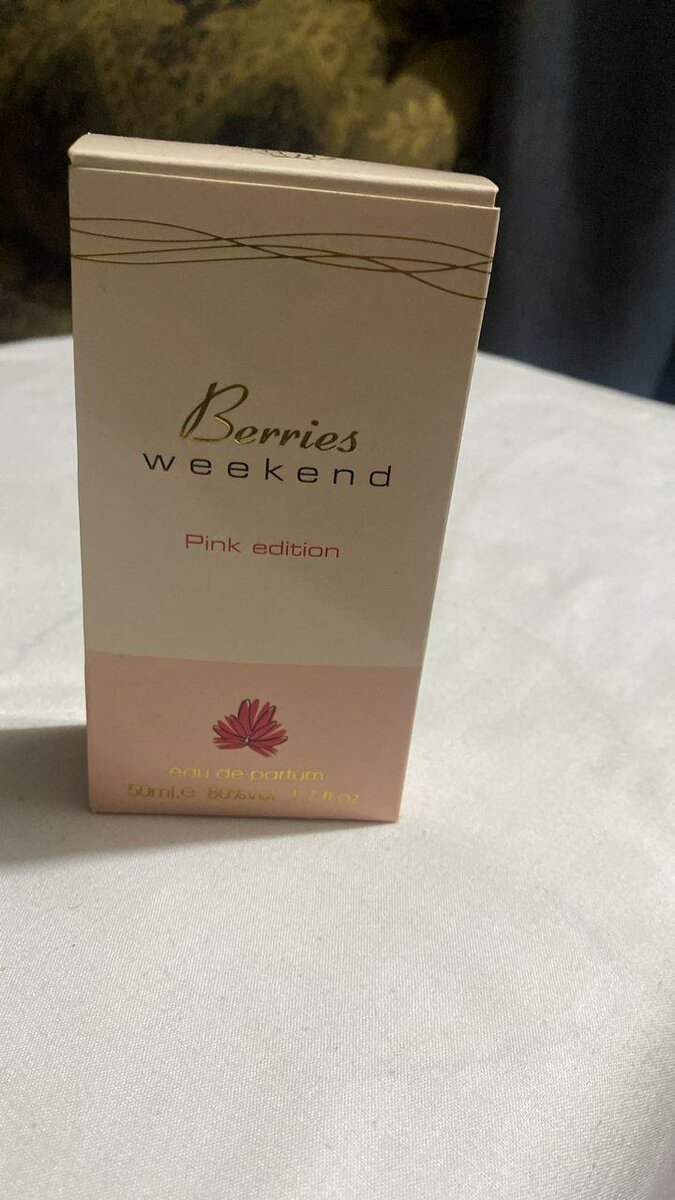 Berries
weekend
Pink edition
eau de parfum
50ml.e 80%vol 1.7 fl oz